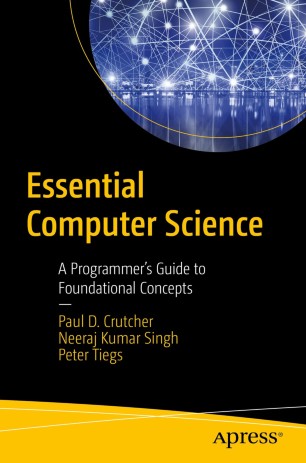 Essential
Computer Science
A Programmer's Guide to
Foundational Concepts
—
Paul D. Crutcher
Neeraj Kumar Singh
Peter Tiegs
Apress®